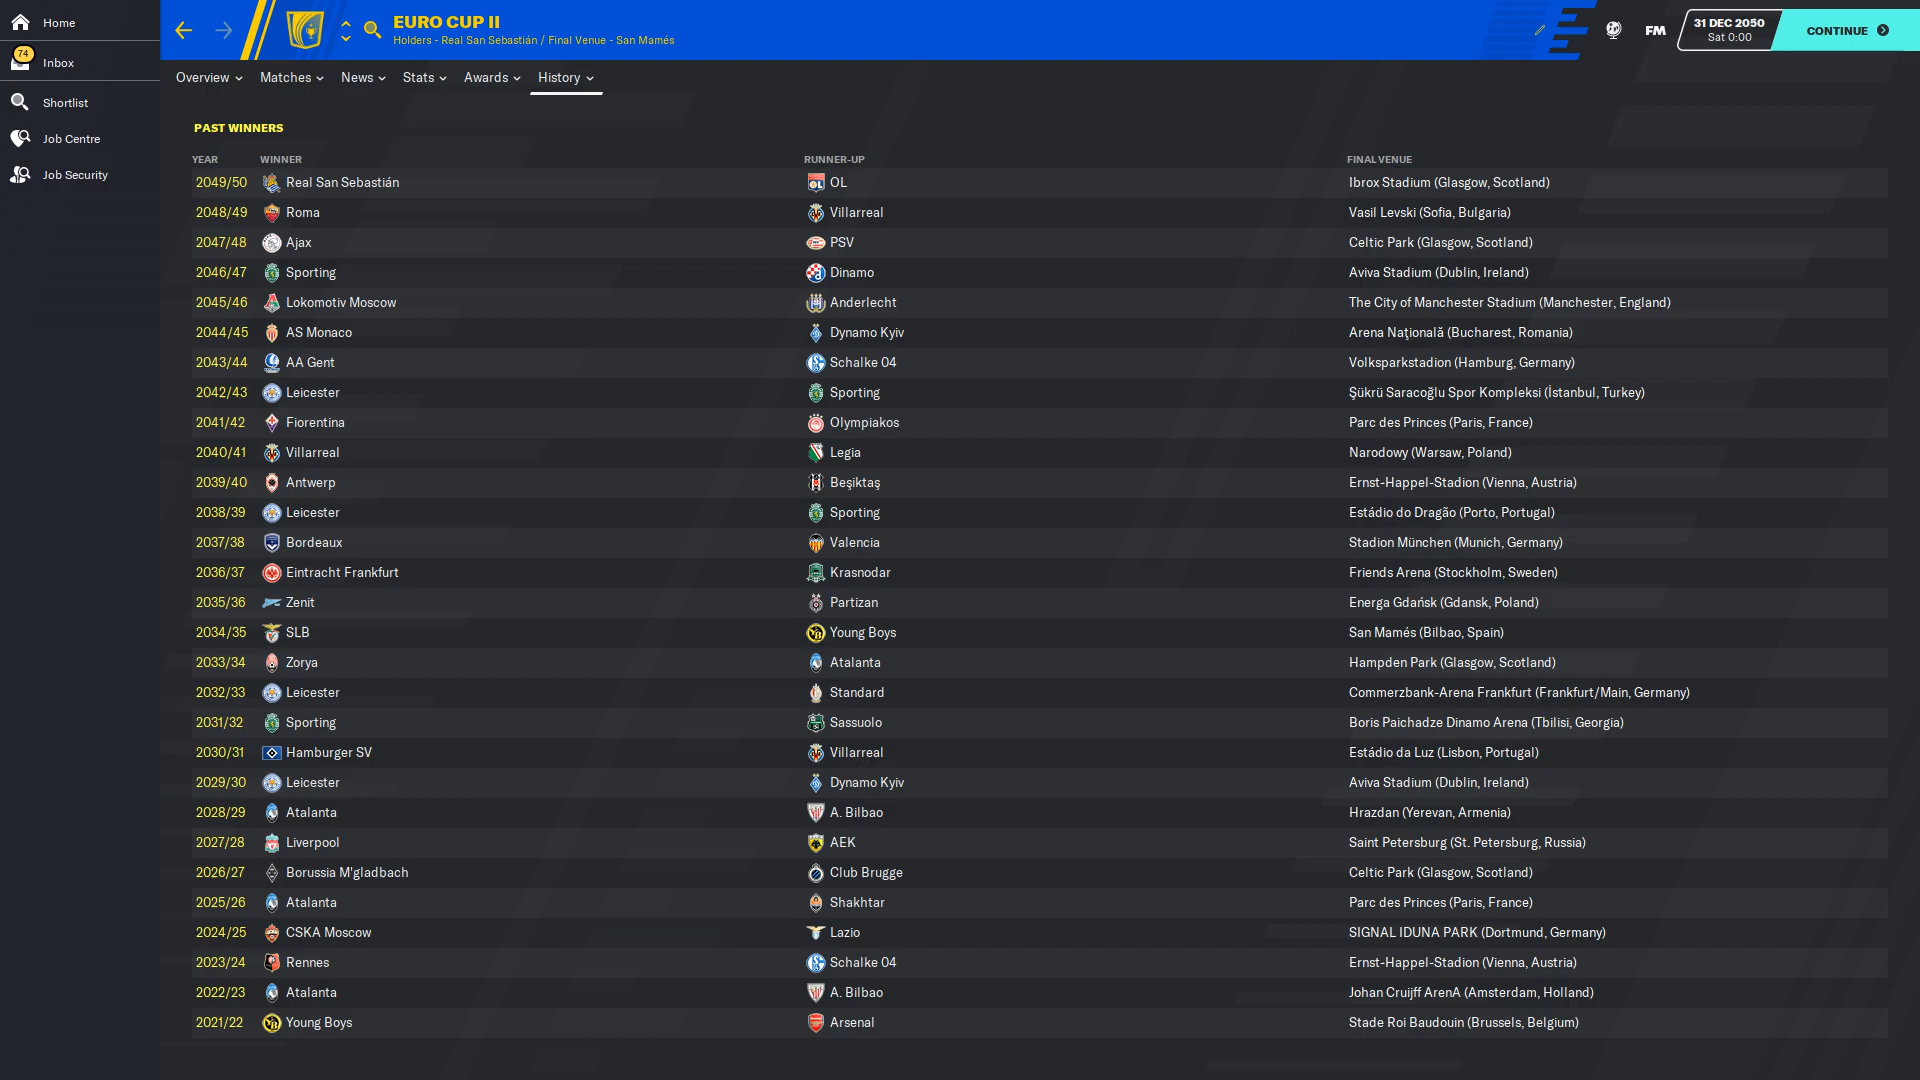 Home
EURO CUP II
Holders - Real San Sebastián / Final Venue - San Mamés
FM
31 DEC 2050
Sat 0:00
CONTINUE
74
Inbox
Overview Matches News Stats Awards History
Shortlist
Job Centre
Job Security
PAST WINNERS
YEAR WINNER RUNNER-UP FINAL VENUE
2049/50 Real San Sebastián OL Ibrox Stadium (Glasgow, Scotland)
2048/49 Roma Villarreal Vasil Levski (Sofia, Bulgaria)
2047/48 Ajax PSV Celtic Park (Glasgow, Scotland)
2046/47 Sporting Dinamo Aviva Stadium (Dublin, Ireland)
2045/46 Lokomotiv Moscow Anderlecht The City of Manchester Stadium (Manchester, England)
2044/45 AS Monaco Dynamo Kyiv Arena Naţională (Bucharest, Romania)
2043/44 AA Gent Schalke 04 Volksparkstadion (Hamburg, Germany)
2042/43 Leicester Sporting Şükrü Saracoğlu Spor Kompleksi (İstanbul, Turkey)
2041/42 Fiorentina Olympiakos Parc des Princes (Paris, France)
2040/41 Villarreal Legia Narodowy (Warsaw, Poland)
2039/40 Antwerp Beşiktaş Ernst-Happel-Stadion (Vienna, Austria)
2038/39 Leicester Sporting Estádio do Dragão (Porto, Portugal)
2037/38 Bordeaux Valencia Stadion München (Munich, Germany)
2036/37 Eintracht Frankfurt Krasnodar Friends Arena (Stockholm, Sweden)
2035/36 Zenit Partizan Energa Gdańsk (Gdansk, Poland)
2034/35 SLB Young Boys San Mamés (Bilbao, Spain)
2033/34 Zorya Atalanta Hampden Park (Glasgow, Scotland)
2032/33 Leicester Standard Commerzbank-Arena Frankfurt (Frankfurt/Main, Germany)
2031/32 Sporting Sassuolo Boris Paichadze Dinamo Arena (Tbilisi, Georgia)
2030/31 Hamburger SV Villarreal Estádio da Luz (Lisbon, Portugal)
2029/30 Leicester Dynamo Kyiv Aviva Stadium (Dublin, Ireland)
2028/29 Atalanta A. Bilbao Hrazdan (Yerevan, Armenia)
2027/28 Liverpool AEK Saint Petersburg (St. Petersburg, Russia)
2026/27 Borussia M'gladbach Club Brugge Celtic Park (Glasgow, Scotland)
2025/26 Atalanta Shakhtar Parc des Princes (Paris, France)
2024/25 CSKA Moscow Lazio SIGNAL IDUNA PARK (Dortmund, Germany)
2023/24 Rennes Schalke 04 Ernst-Happel-Stadion (Vienna, Austria)
2022/23 Atalanta A. Bilbao Johan Cruijff ArenA (Amsterdam, Holland)
2021/22 Young Boys Arsenal Stade Roi Baudouin (Brussels, Belgium)